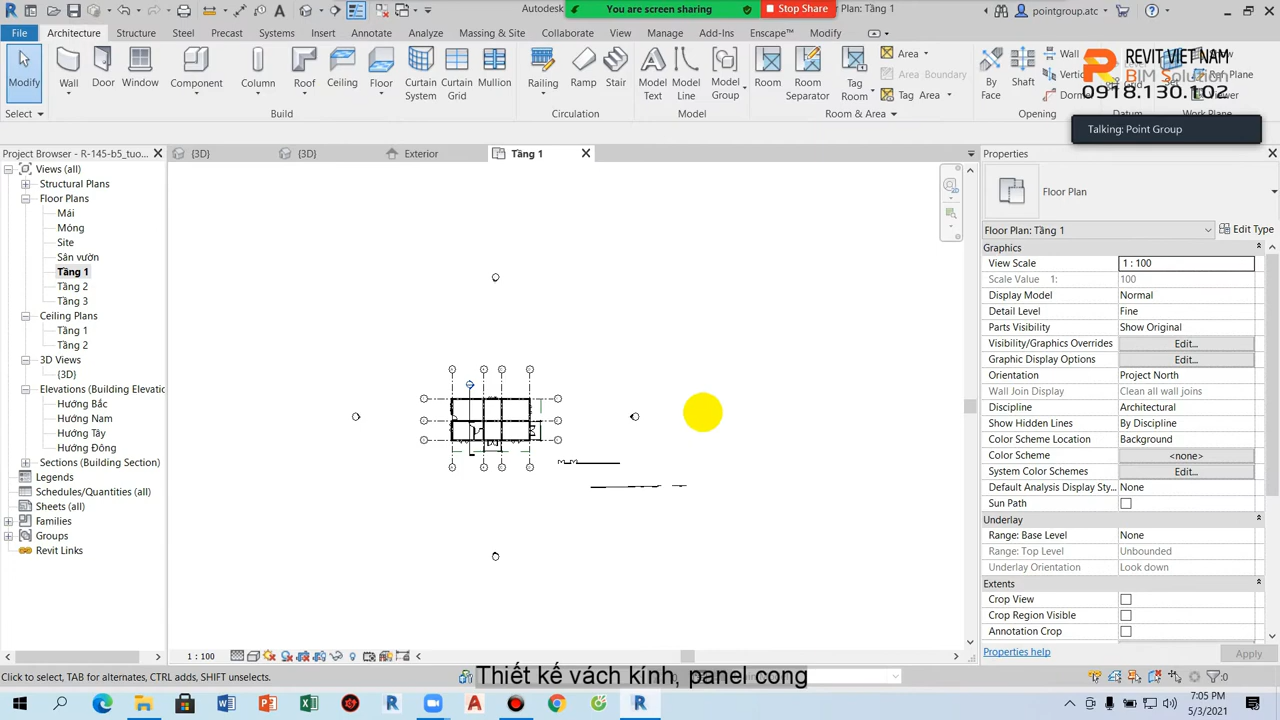 Autodesk
You are screen sharing
Stop Share
Plan: Tầng 1
pointgroup.atc
File
Architecture
Structure
Steel
Precast
Systems
Insert
Annotate
Analyze
Massing & Site
Collaborate
View
Manage
Add-Ins
Enscape™
Modify
Modify
Wall
Door
Window
Component
Column
Roof
Ceiling
Floor
Curtain System
Curtain Grid
Mullion
Railing
Ramp
Stair
Model Text
Model Line
Model Group
Room
Room Separator
Tag Room
Area
Area Boundary
Tag Area
By Face
Shaft
Wall
REVIT VIET NAM
BIM Solution
0918.130.102
Select
Build
Circulation
Model
Room & Area
Opening
Datum
Work Plane
Talking: Point Group
Project Browser - R-145-b5_tuo...
{3D}
{3D}
Exterior
Tầng 1
Properties
Views (all)
Structural Plans
Floor Plans
Mái
Móng
Site
Sân vườn
Tầng 1
Tầng 2
Tầng 3
Ceiling Plans
Tầng 1
Tầng 2
3D Views
{3D}
Elevations (Building Elevatio
Hướng Bắc
Hướng Nam
Hướng Tây
Hướng Đông
Sections (Building Section)
Legends
Schedules/Quantities (all)
Sheets (all)
Families
Groups
Revit Links
Floor Plan
Floor Plan: Tầng 1
Edit Type
Graphics
View Scale 1 : 100
Scale Value 1: 100
Display Model Normal
Detail Level Fine
Parts Visibility Show Original
Visibility/Graphics Overrides Edit...
Graphic Display Options Edit...
Orientation Project North
Wall Join Display Clean all wall joins
Discipline Architectural
Show Hidden Lines By Discipline
Color Scheme Location Background
Color Scheme <none>
System Color Schemes Edit...
Default Analysis Display Sty... None
Sun Path
Underlay
Range: Base Level None
Range: Top Level Unbounded
Underlay Orientation Look down
Extents
Crop View
Crop Region Visible
Annotation Crop
Properties help
Apply
1 : 100
Click to select, TAB for alternates, CTRL adds, SHIFT unselects.
Thiết kế vách kính, panel cong
:0
7:05 PM
5/3/2021